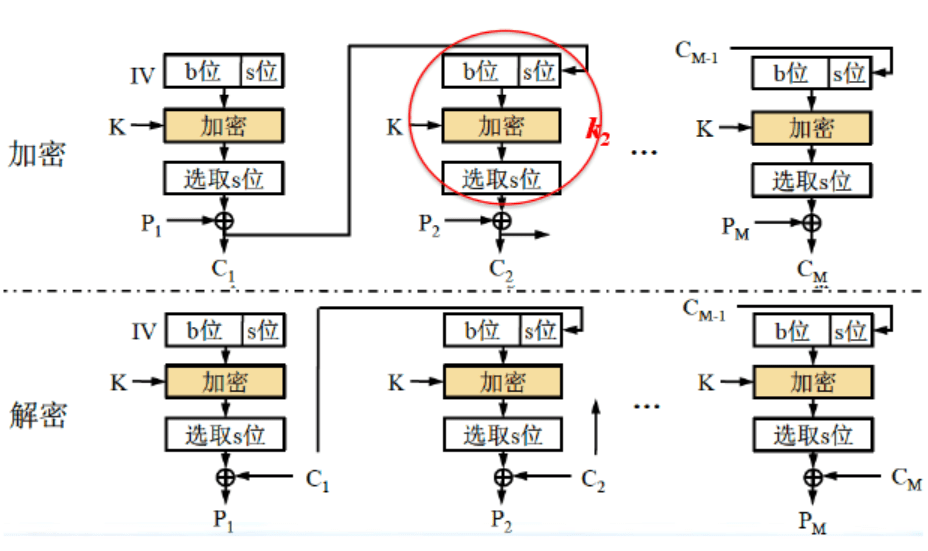 C_{M-1}
IV b位 s位 b位 s位 b位 s位
K 加密 K 加密 k_2 K 加密
加密 ...
选取s位 选取s位 选取s位
P_1 P_2 P_M
C_1 C_2 C_M
C_{M-1}
IV b位 s位 b位 s位 b位 s位
K 加密 K 加密 K 加密
解密 ...
选取s位 选取s位 选取s位
C_1 C_2 C_M
P_1 P_2 P_M